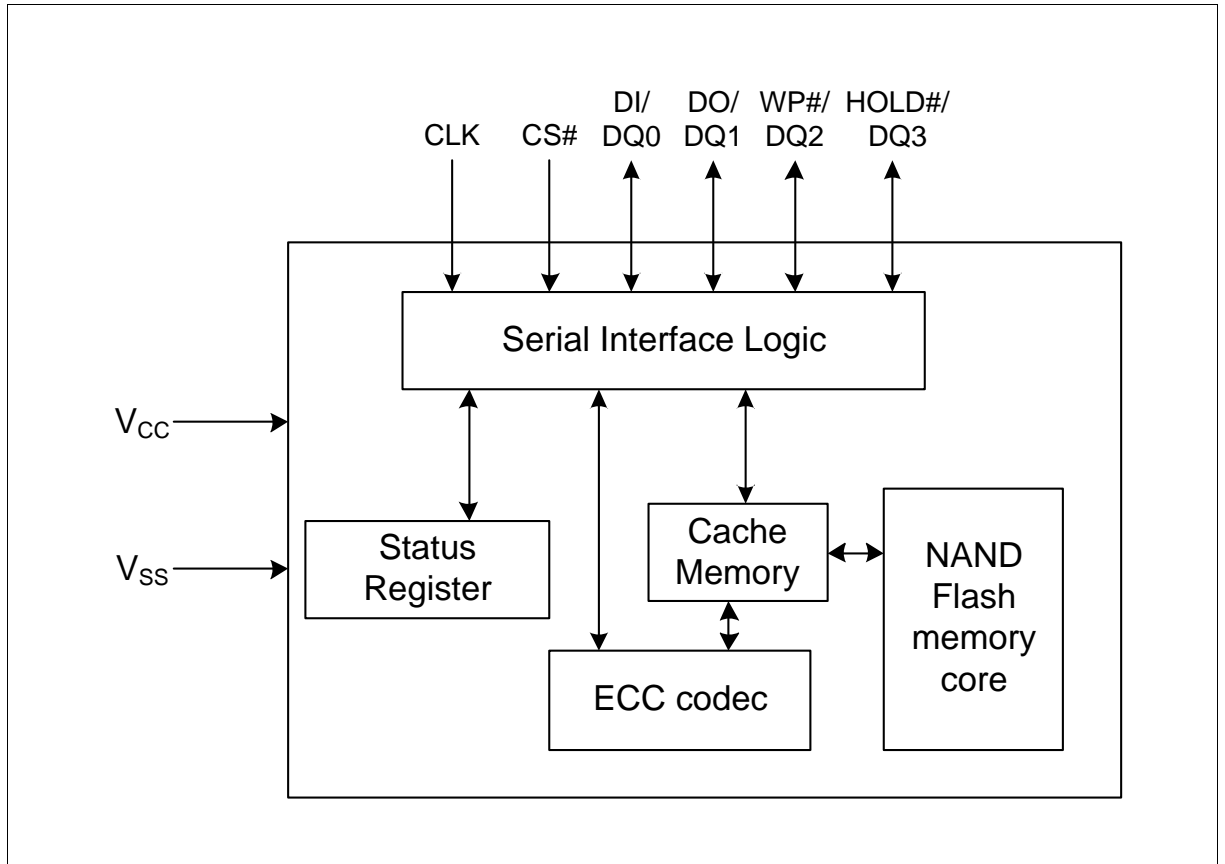 DI/
DQ0
DO/
DQ1
WP#/
DQ2
HOLD#/
DQ3
CLK
CS#
Serial Interface Logic
VCC
VSS
Status
Register
Cache
Memory
NAND
Flash
memory
core
ECC codec